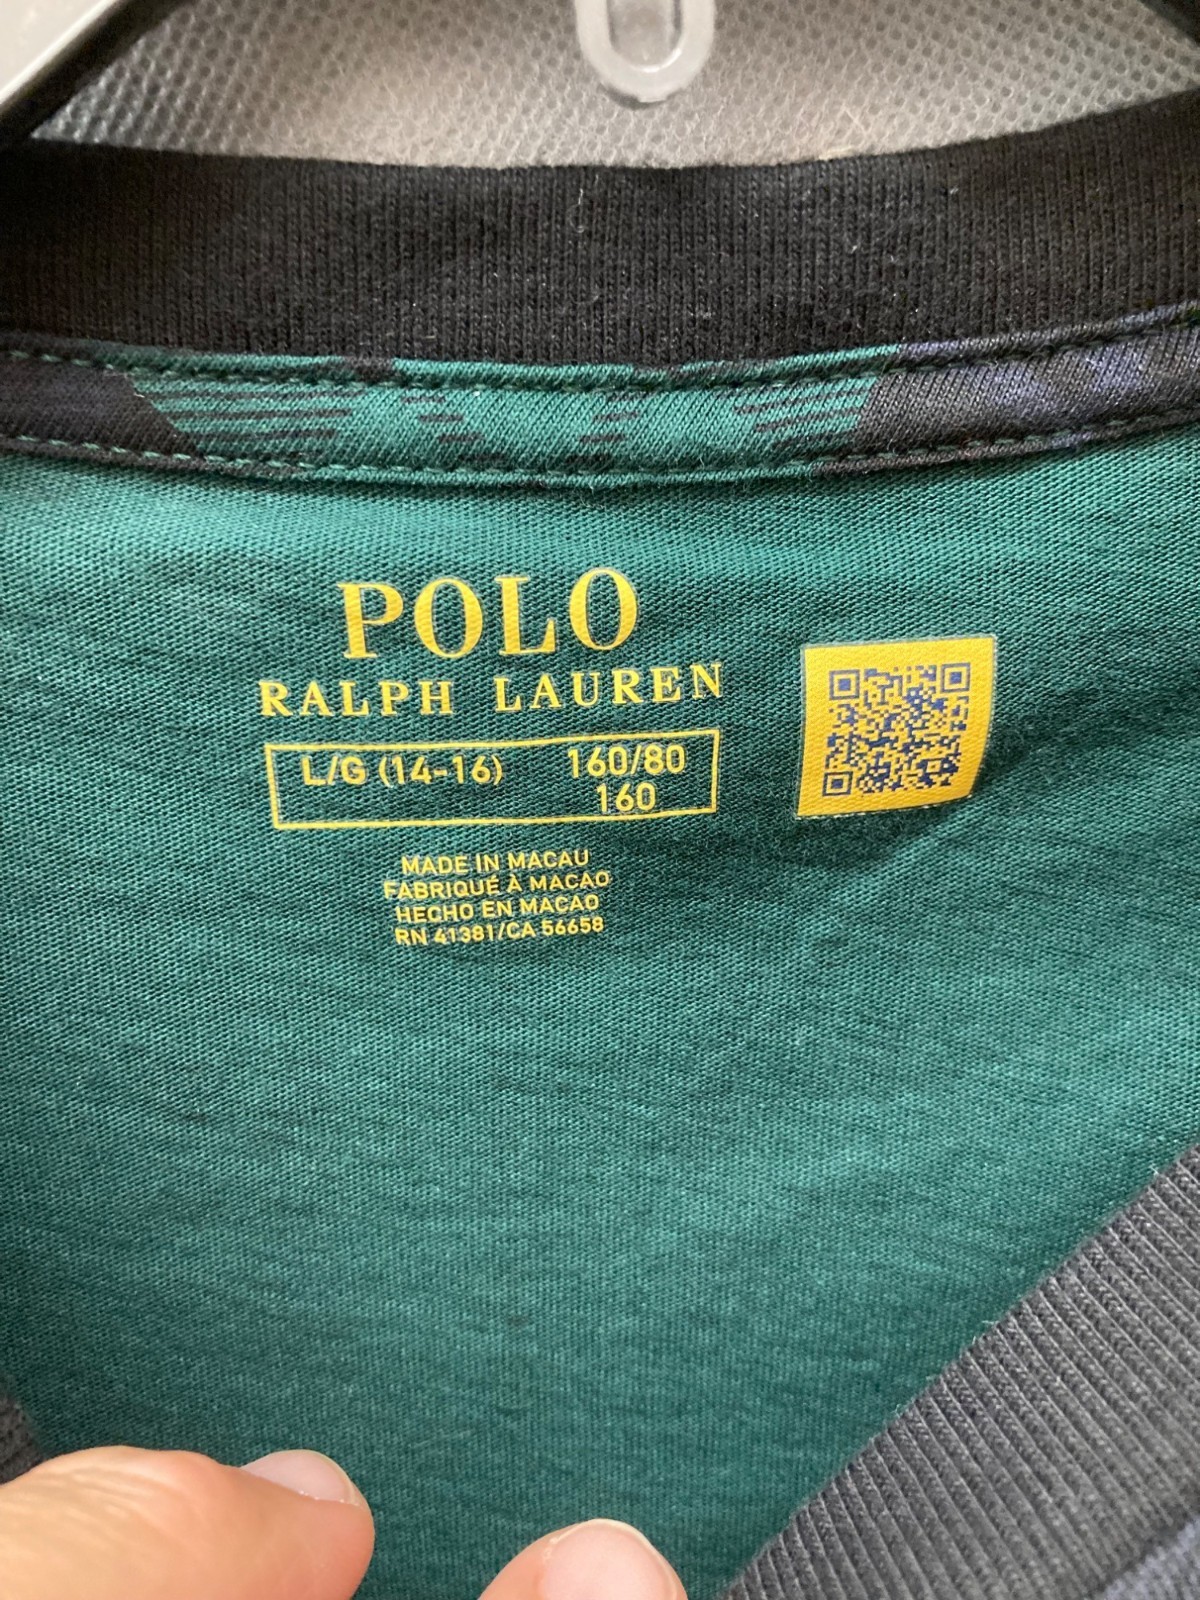 POLO
RALPH LAUREN
L/G (14-16) 160/80
160
MADE IN MACAU
FABRIQUÉ À MACAO
HECHO EN MACAO
RN 41381/CA 56658